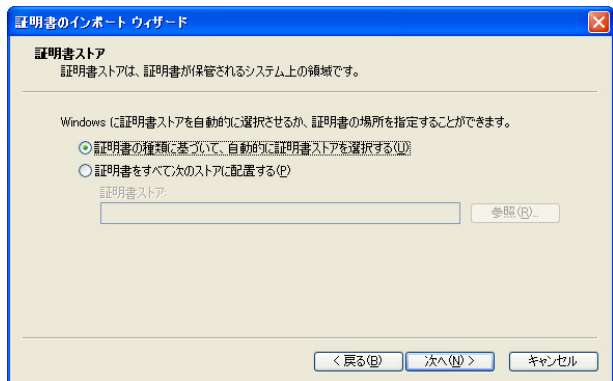 証明書のインポート ウィザード
証明書ストア
証明書ストアは、証明書が保管されるシステム上の領域です。
Windows に証明書ストアを自動的に選択させるか、証明書の場所を指定することができます。
証明書の種類に基づいて、自動的に証明書ストアを選択する(U)
証明書をすべて次のストアに配置する(P)
証明書ストア:
参照(R)...
< 戻る(B)
次へ(N) >
キャンセル